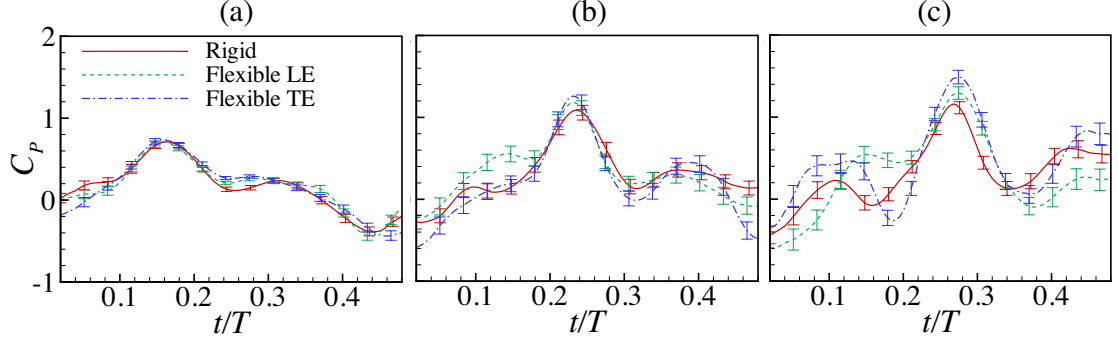 (a) (b) (c)
2
1
0
-1
C_P
Rigid
Flexible LE
Flexible TE
0.1 0.2 0.3 0.4 0.1 0.2 0.3 0.4 0.1 0.2 0.3 0.4
t/T t/T t/T